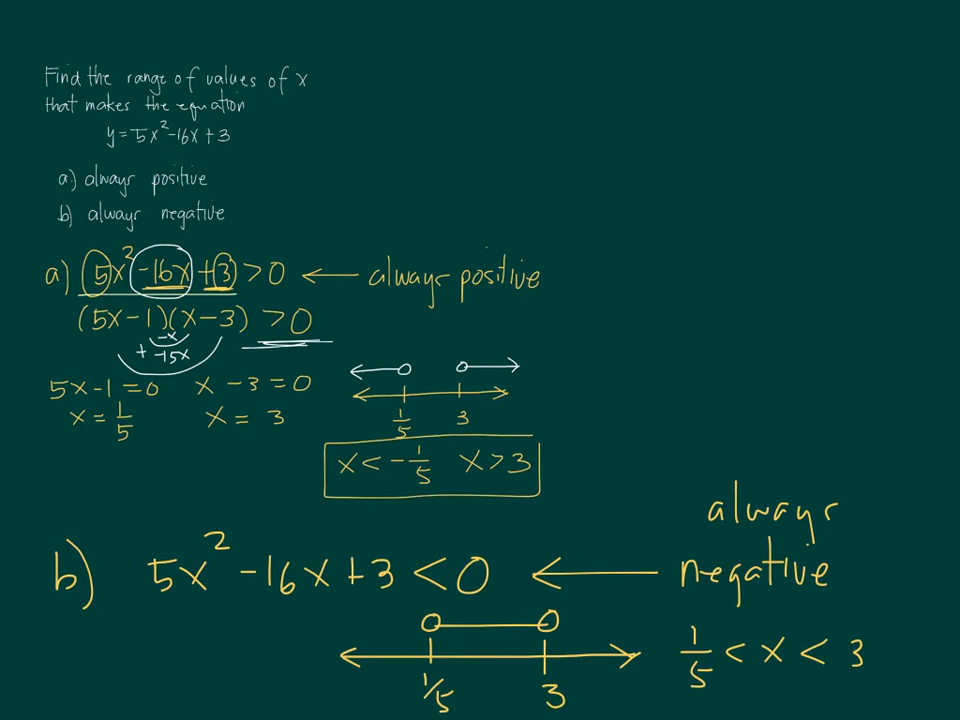 Find the range of values of x
that makes the equation
y = 5x² - 16x + 3
a.) always positive
b) always negative
a) 5x² - 16x + 3 > 0 ← always positive
(5x - 1)(x - 3) > 0
-x
+ -15x
5x - 1 = 0 x - 3 = 0
x = 1/5 x = 3
1/5 3
x < - 1/5 x > 3
b) 5x² - 16x + 3 < 0 ← always negative
1/5 3
1/5 < x < 3